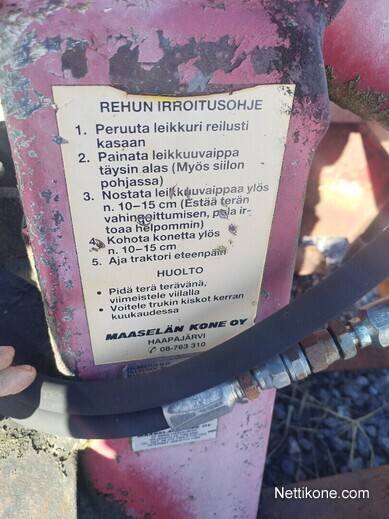 REHUN IRROITUSOHJE
1. Peruuta leikkuri reilusti
kasaan
2. Painata leikkuuvaippa
täysin alas (Myös siilon
pohjassa)
3. Nostata leikkuuvaippaa ylös
n. 10–15 cm (Estää terän
vahingoittumisen, pala ir-
toaa helpommin)
4. Kohota konetta ylös
n. 10–15 cm
5. Aja traktori eteenpäin
HUOLTO
• Pidä terä terävänä,
viimeistele viilalla
• Voitele trukin kiskot kerran
kuukaudessa
MAASELÄN KONE OY
HAAPAJÄRVI
✆ 08-763 310
Nettikone.com